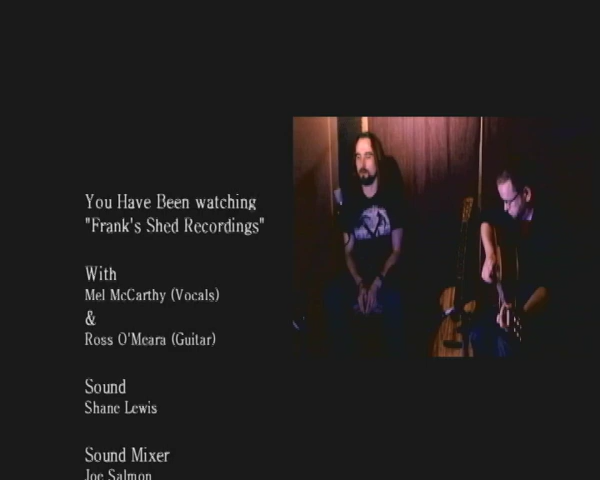 You Have Been watching
"Frank's Shed Recordings"
With
Mel McCarthy (Vocals)
&
Ross O'Meara (Guitar)
Sound
Shane Lewis
Sound Mixer
Joe Salmon